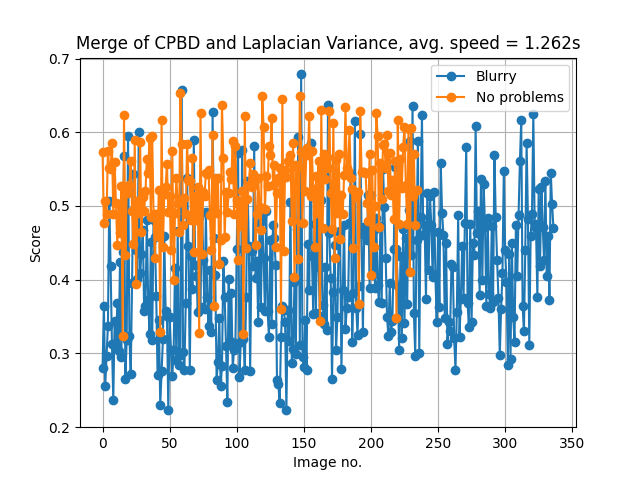 Merge of CPBD and Laplacian Variance, avg. speed = 1.262s
Blurry
No problems
Score
0.7
0.6
0.5
0.4
0.3
0.2
0
50
100
150
200
250
300
350
Image no.